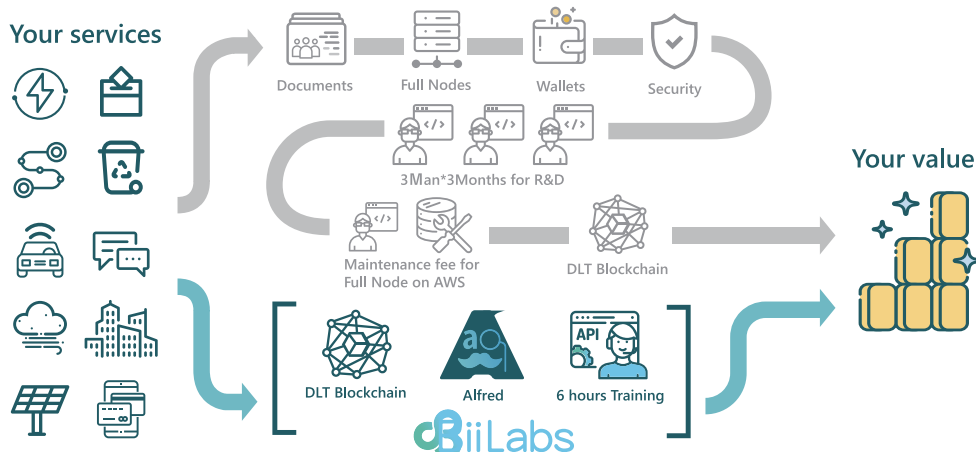 Your services
Documents
Full Nodes
Wallets
Security
</>
</>
</>
3Man*3Months for R&D
Your value
</>
Maintenance fee for
Full Node on AWS
DLT Blockchain
a
API
DLT Blockchain
Alfred
6 hours Training
BiiLabs